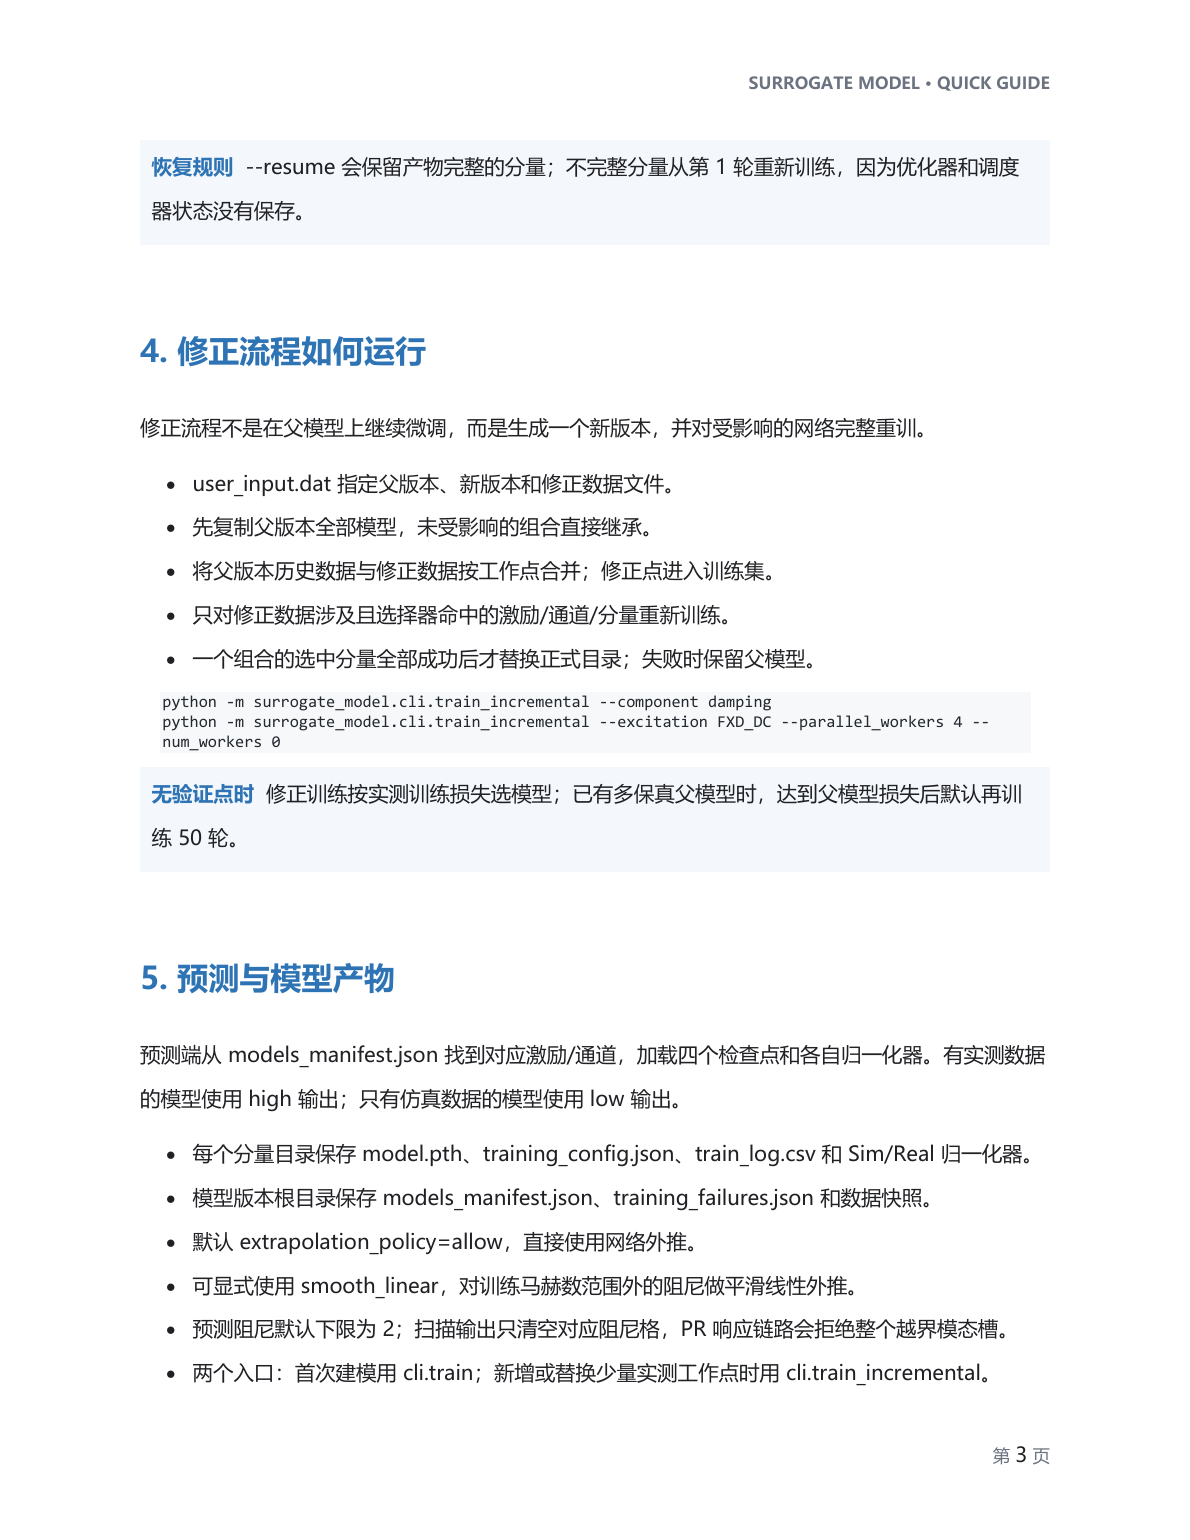 SURROGATE MODEL • QUICK GUIDE
恢复规则 --resume 会保留产物完整的分量；不完整分量从第 1 轮重新训练，因为优化器和调度
器状态没有保存。
4. 修正流程如何运行
修正流程不是在父模型上继续微调，而是生成一个新版本，并对受影响的网络完整重训。
• user_input.dat 指定父版本、新版本和修正数据文件。
• 先复制父版本全部模型，未受影响的组合直接继承。
• 将父版本历史数据与修正数据按工作点合并；修正点进入训练集。
• 只对修正数据涉及且选择器命中的激励/通道/分量重新训练。
• 一个组合的选中分量全部成功后才替换正式目录；失败时保留父模型。
python -m surrogate_model.cli.train_incremental --component damping
python -m surrogate_model.cli.train_incremental --excitation FXD_DC --parallel_workers 4 --
num_workers 0
无验证点时 修正训练按实测训练损失选模型；已有多保真父模型时，达到父模型损失后默认再训
练 50 轮。
5. 预测与模型产物
预测端从 models_manifest.json 找到对应激励/通道，加载四个检查点和各自归一化器。有实测数据
的模型使用 high 输出；只有仿真数据的模型使用 low 输出。
• 每个分量目录保存 model.pth、training_config.json、train_log.csv 和 Sim/Real 归一化器。
• 模型版本根目录保存 models_manifest.json、training_failures.json 和数据快照。
• 默认 extrapolation_policy=allow，直接使用网络外推。
• 可显式使用 smooth_linear，对训练马赫数范围外的阻尼做平滑线性外推。
• 预测阻尼默认下限为 2；扫描输出只清空对应阻尼格，PR 响应链路会拒绝整个越界模态槽。
• 两个入口：首次建模用 cli.train；新增或替换少量实测工作点时用 cli.train_incremental。
第 3 页